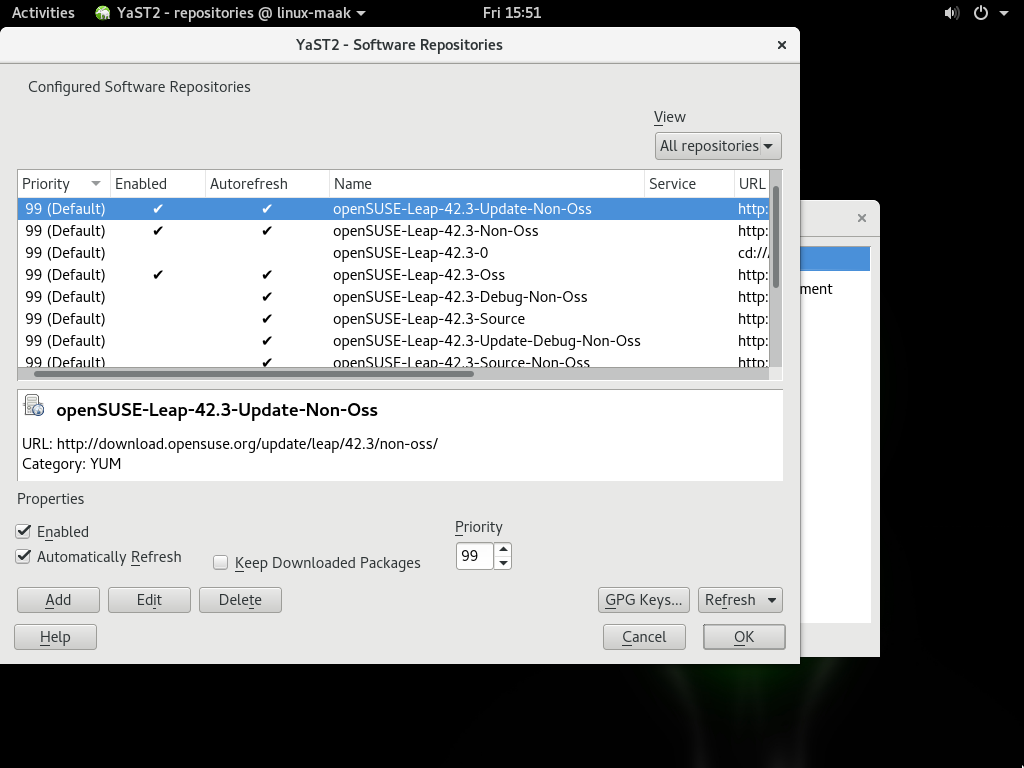 Activities YaST2 - repositories @ linux-maak Fri 15:51
YaST2 - Software Repositories
Configured Software Repositories
View
All repositories
Priority Enabled Autorefresh Name Service URL
99 (Default) ✔ ✔ openSUSE-Leap-42.3-Update-Non-Oss http:
99 (Default) ✔ ✔ openSUSE-Leap-42.3-Non-Oss http:
99 (Default) openSUSE-Leap-42.3-0 cd://
99 (Default) ✔ ✔ openSUSE-Leap-42.3-Oss http:
99 (Default) ✔ openSUSE-Leap-42.3-Debug-Non-Oss http:
99 (Default) ✔ openSUSE-Leap-42.3-Source http:
99 (Default) ✔ openSUSE-Leap-42.3-Update-Debug-Non-Oss http:
99 (Default) ✔ openSUSE-Leap-42.3-Source-Non-Oss http:
ment
openSUSE-Leap-42.3-Update-Non-Oss
URL: http://download.opensuse.org/update/leap/42.3/non-oss/
Category: YUM
Properties
Enabled
Automatically Refresh
Keep Downloaded Packages
Priority
99
Add Edit Delete GPG Keys... Refresh
Help Cancel OK